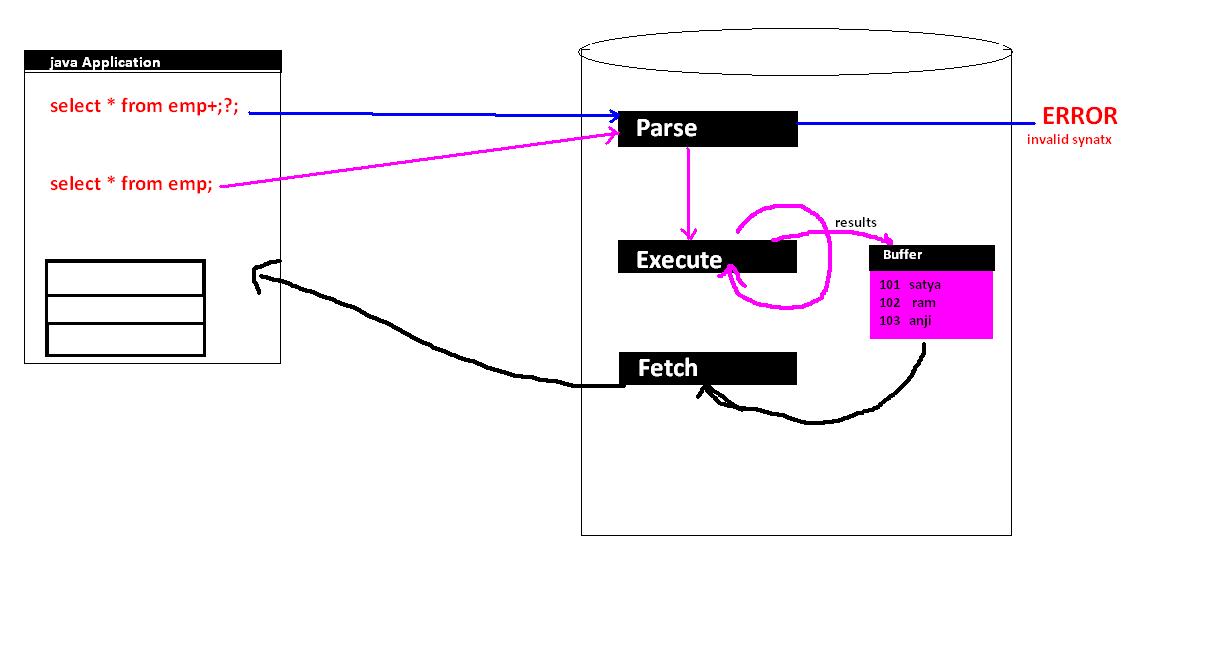 java Application
select * from emp+;?;
select * from emp;
Parse
ERROR
invalid synatx
Execute
results
Buffer
101 satya
102 ram
103 anji
Fetch